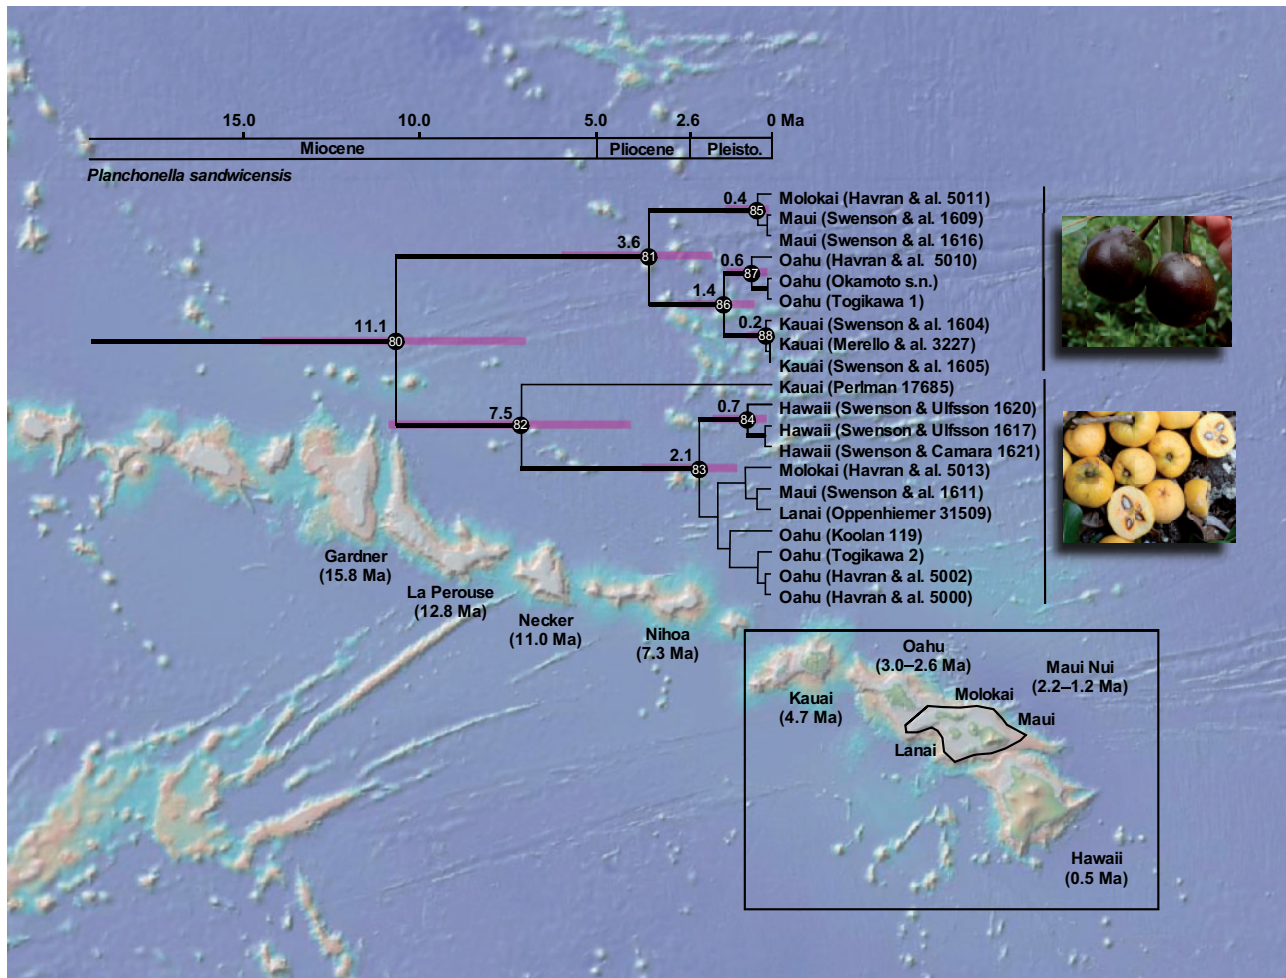 15.0 10.0 5.0 2.6 0 Ma
Miocene Pliocene Pleisto.
Planchonella sandwicensis
0.4
85
Molokai (Havran & al. 5011)
Maui (Swenson & al. 1609)
Maui (Swenson & al. 1616)
3.6
81
0.6
87
Oahu (Havran & al. 5010)
Oahu (Okamoto s.n.)
Oahu (Togikawa 1)
1.4
86
0.2
88
Kauai (Swenson & al. 1604)
Kauai (Merello & al. 3227)
Kauai (Swenson & al. 1605)
11.1
80
Kauai (Perlman 17685)
7.5
82
0.7
84
Hawaii (Swenson & Ulfsson 1620)
Hawaii (Swenson & Ulfsson 1617)
Hawaii (Swenson & Camara 1621)
2.1
83
Molokai (Havran & al. 5013)
Maui (Swenson & al. 1611)
Lanai (Oppenhiemer 31509)
Oahu (Koolan 119)
Oahu (Togikawa 2)
Oahu (Havran & al. 5002)
Oahu (Havran & al. 5000)
Gardner
(15.8 Ma)
La Perouse
(12.8 Ma)
Necker
(11.0 Ma)
Nihoa
(7.3 Ma)
Kauai
(4.7 Ma)
Oahu
(3.0–2.6 Ma)
Maui Nui
(2.2–1.2 Ma)
Molokai
Maui
Lanai
Hawaii
(0.5 Ma)